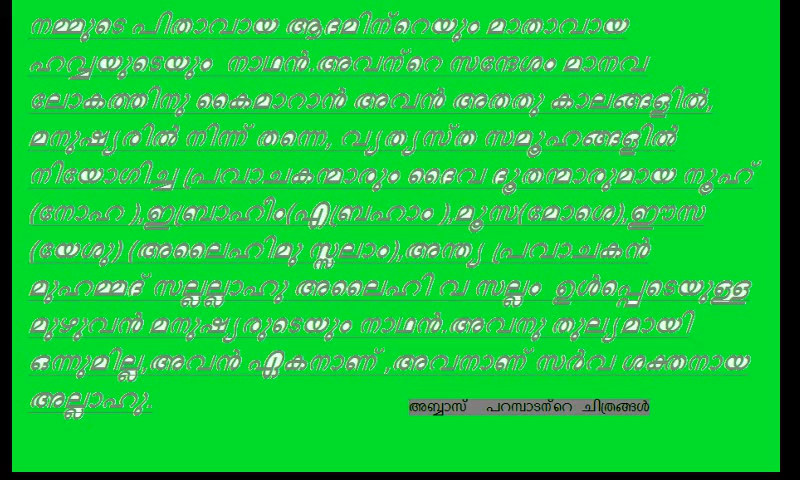 നമ്മുടെ പിതാവായ ആദമിന്റെയും മാതാവായ
ഹവ്വയുടെയും നാഥൻ.അവന്റെ സന്ദേശം മാനവ
ലോകത്തിനു കൈമാറാൻ അവൻ അതതു കാലങ്ങളിൽ,
മനുഷ്യരിൽ നിന്ന് തന്നെ, വ്യത്യസ്ത സമൂഹങ്ങളിൽ
നിയോഗിച്ച പ്രവാചകന്മാരും ദൈവ ദൂതന്മാരുമായ നൂഹ്
(നോഹ ),ഇബ്രാഹീം(എബ്രഹാം ),മൂസ(മോശെ),ഈസ
(യേശു) (അലൈഹിമു സ്സലാം),അന്ത്യ പ്രവാചകൻ
മുഹമ്മദ് സല്ലല്ലാഹു അലൈഹി വ സല്ലം ഉൾപ്പെടെയുള്ള
മുഴുവൻ മനുഷ്യരുടെയും നാഥൻ.അവനു തുല്യമായി
ഒന്നുമില്ല,അവൻ ഏകനാണ് ,അവനാണ് സർവ ശക്തനായ
അല്ലാഹു.
അബ്ബാസ് പറമ്പാടന്റെ ചിത്രങ്ങൾ